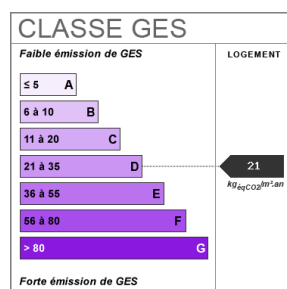 CLASSE GES
Faible émission de GES
LOGEMENT
≤ 5 A
6 à 10 B
11 à 20 C
21 à 35 D
21
kgéqCO2/m².an
36 à 55 E
56 à 80 F
> 80 G
Forte émission de GES